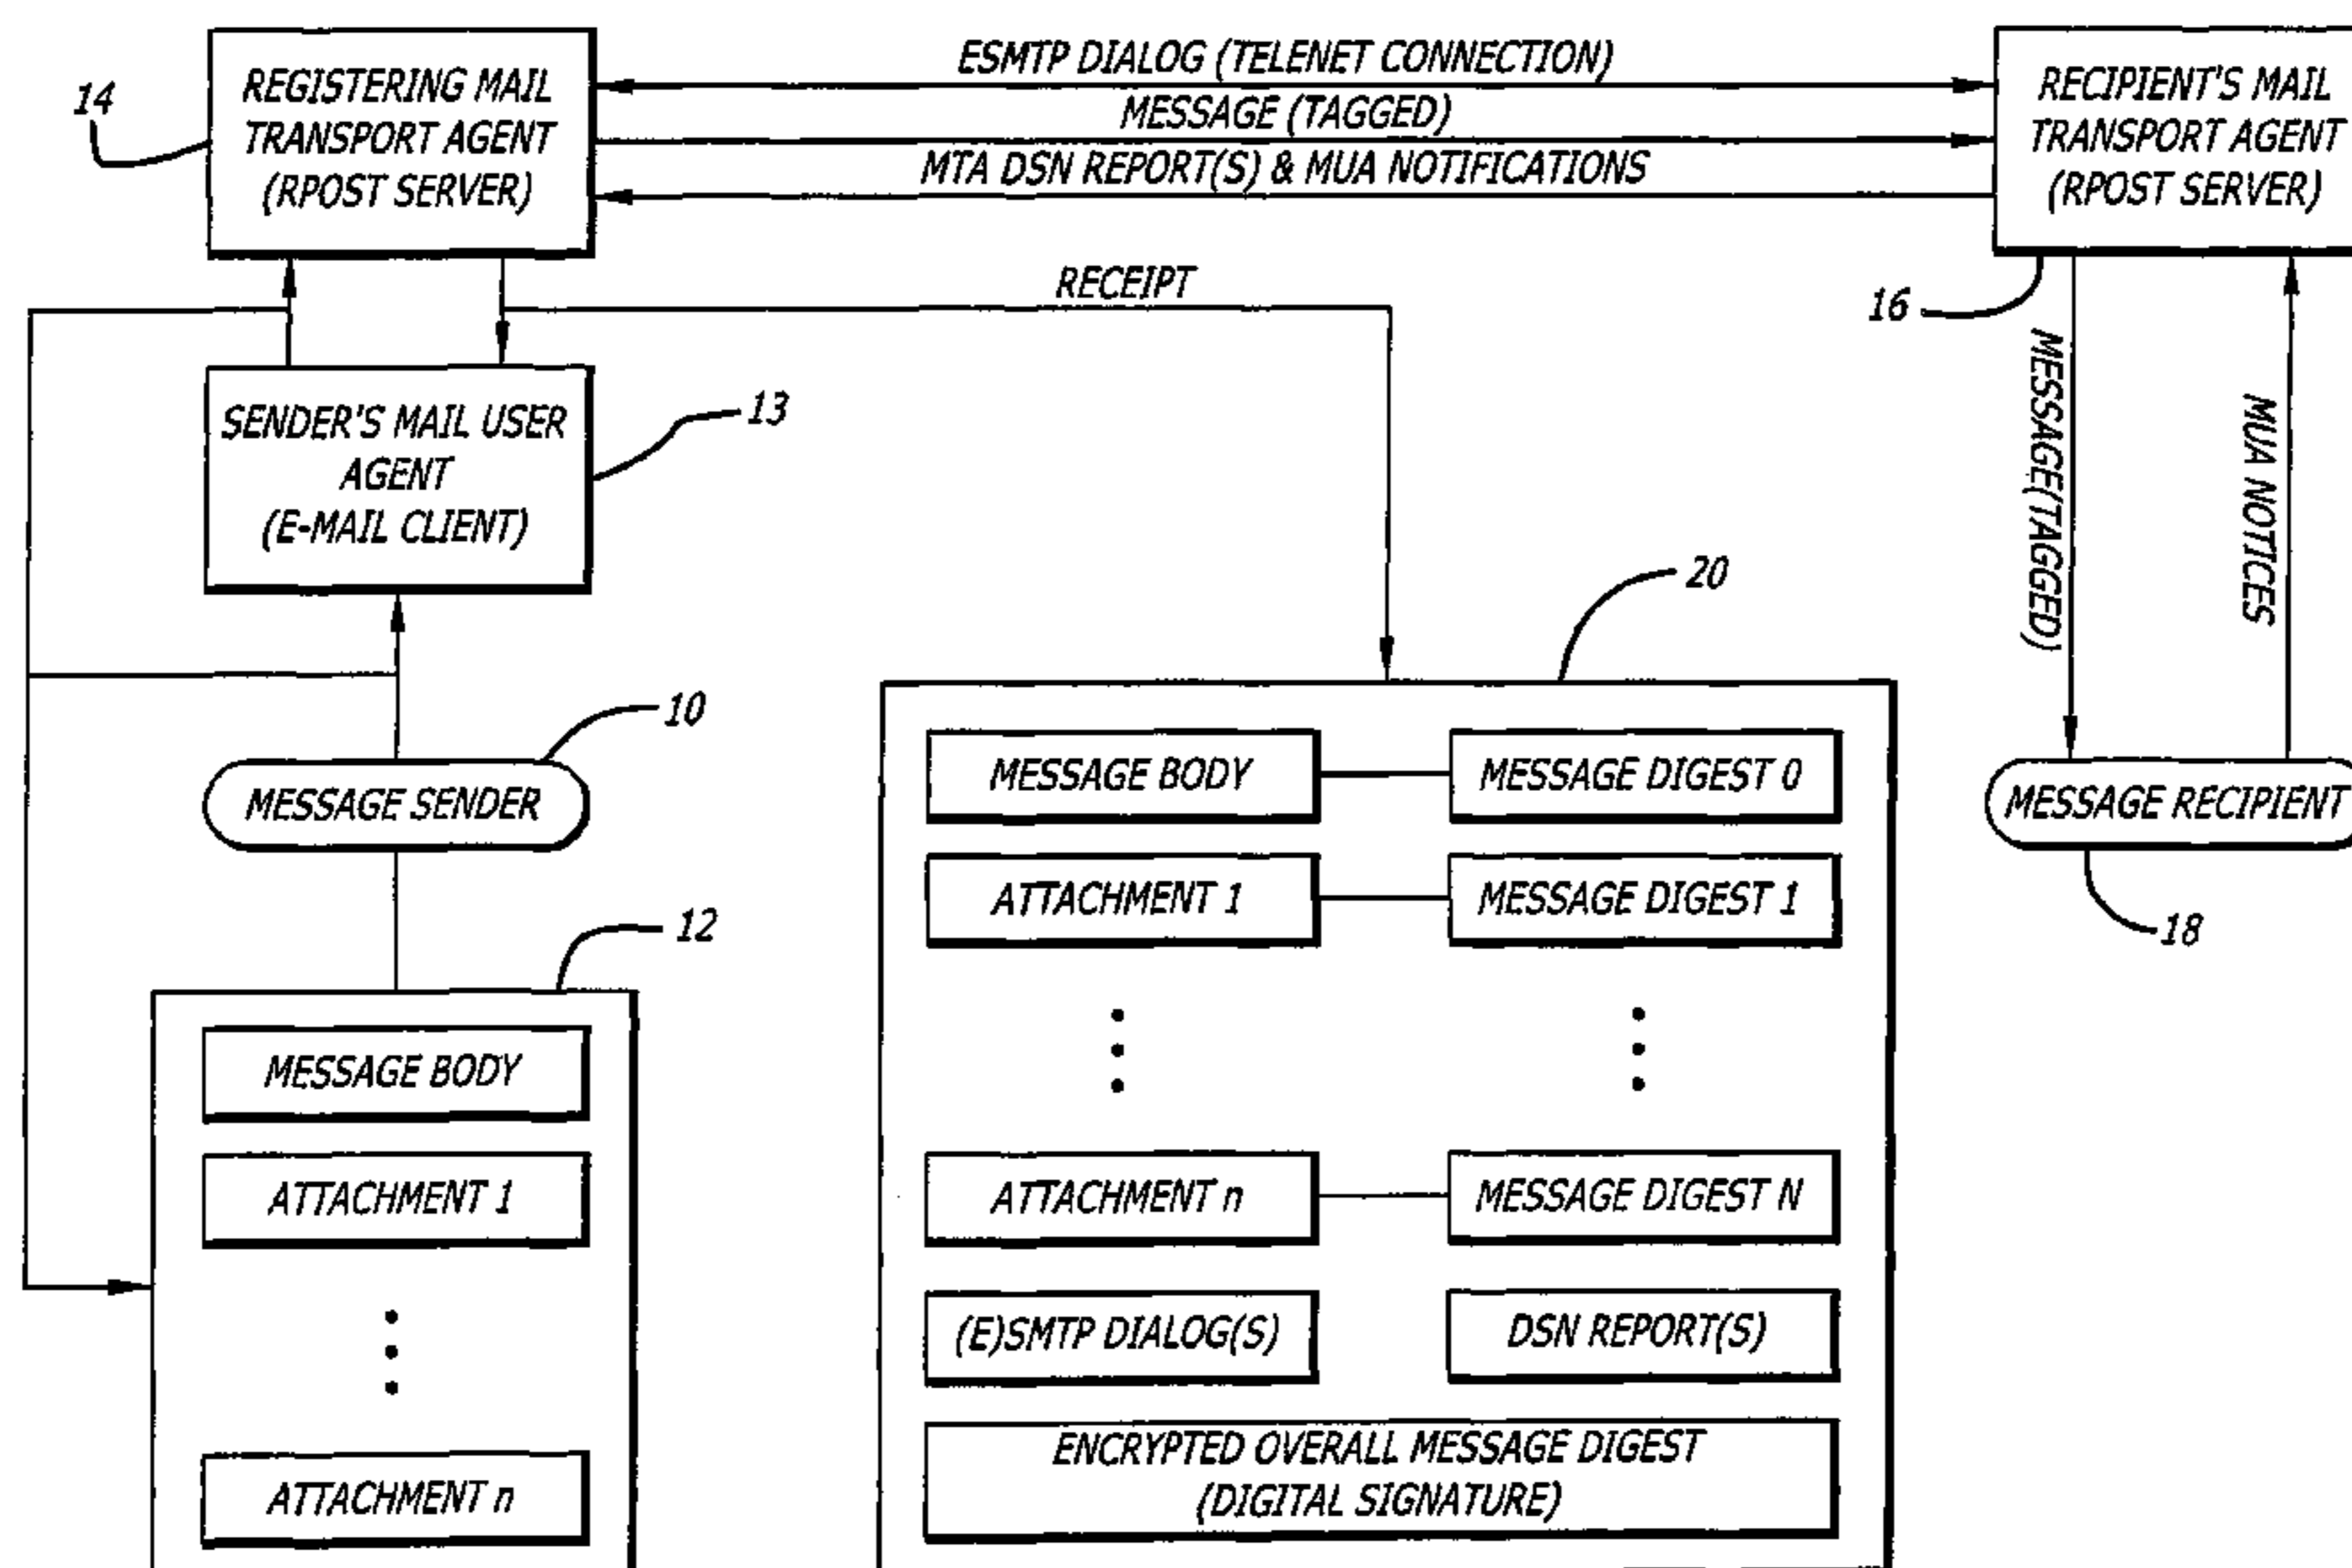 14
REGISTERING MAIL
TRANSPORT AGENT
(RPOST SERVER)
ESMTP DIALOG (TELENET CONNECTION)
MESSAGE (TAGGED)
MTA DSN REPORT(S) & MUA NOTIFICATIONS
RECIPIENT'S MAIL
TRANSPORT AGENT
(RPOST SERVER)
RECEIPT
16
MESSAGE(TAGGED)
MUA NOTICES
SENDER'S MAIL USER
AGENT
(E-MAIL CLIENT)
13
10
MESSAGE SENDER
MESSAGE RECIPIENT
18
12
MESSAGE BODY
ATTACHMENT 1
ATTACHMENT n
20
MESSAGE BODY
MESSAGE DIGEST 0
ATTACHMENT 1
MESSAGE DIGEST 1
ATTACHMENT n
MESSAGE DIGEST N
(E)SMTP DIALOG(S)
DSN REPORT(S)
ENCRYPTED OVERALL MESSAGE DIGEST
(DIGITAL SIGNATURE)